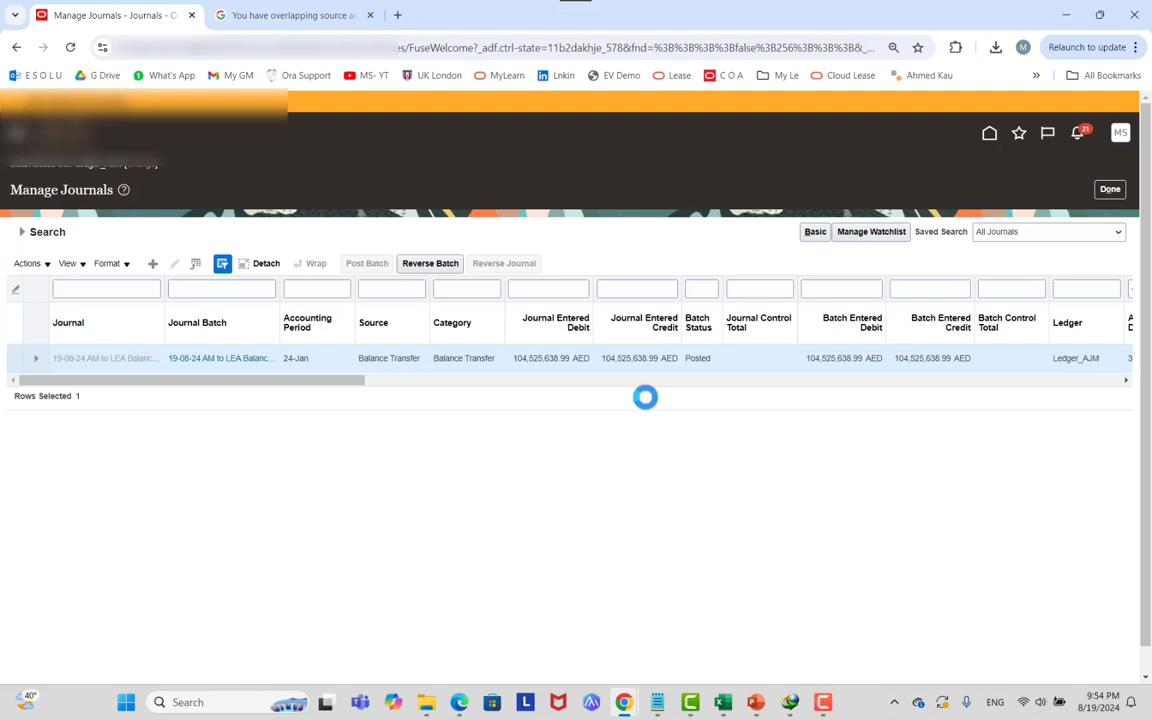 Manage Journals - Journals - O
You have overlapping source ac
es/FuseWelcome?_adf.ctrl-state=11b2dakhje_578&fnd=%3B%3B%3B%3Bfalse%3B256%3B%3B%3B&_...
Relaunch to update
E S O L U
G Drive
What's App
My GM
Ora Support
MS- YT
UK London
MyLearn
Lnkin
EV Demo
Lease
C O A
My Le
Cloud Lease
Ahmed Kau
»
All Bookmarks
21
MS
Manage Journals
Done
Search
Basic
Manage Watchlist
Saved Search
All Journals
Actions
View
Format
Detach
Wrap
Post Batch
Reverse Batch
Reverse Journal
Journal
Journal Batch
Accounting Period
Source
Category
Journal Entered Debit
Journal Entered Credit
Batch Status
Journal Control Total
Batch Entered Debit
Batch Entered Credit
Batch Control Total
Ledger
19-08-24 AM to LEA Balanc...
19-08-24 AM to LEA Balanc...
24-Jan
Balance Transfer
Balance Transfer
104,525,638.99 AED
104,525,638.99 AED
Posted
104,525,638.99 AED
104,525,638.99 AED
Ledger_AJM
3
Rows Selected 1
40°
Search
ENG
9:54 PM
8/19/2024